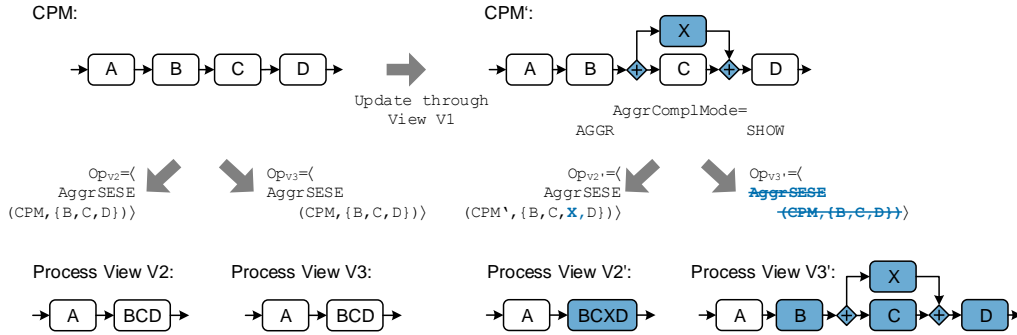 CPM:
CPM‘:
X
A B C D
A B + C + D
Update through
View V1
AggrComplMode=
AGGR SHOW
OpV2=⟨
AggrSESE
(CPM,{B,C,D})⟩
OpV3=⟨
AggrSESE
(CPM,{B,C,D})⟩
OpV2'=⟨
AggrSESE
(CPM‘,{B,C,X,D})⟩
OpV3'=⟨
AggrSESE
(CPM,{B,C,D})⟩
Process View V2:
A BCD
Process View V3:
A BCD
Process View V2':
A BCXD
Process View V3':
X
A B + C + D